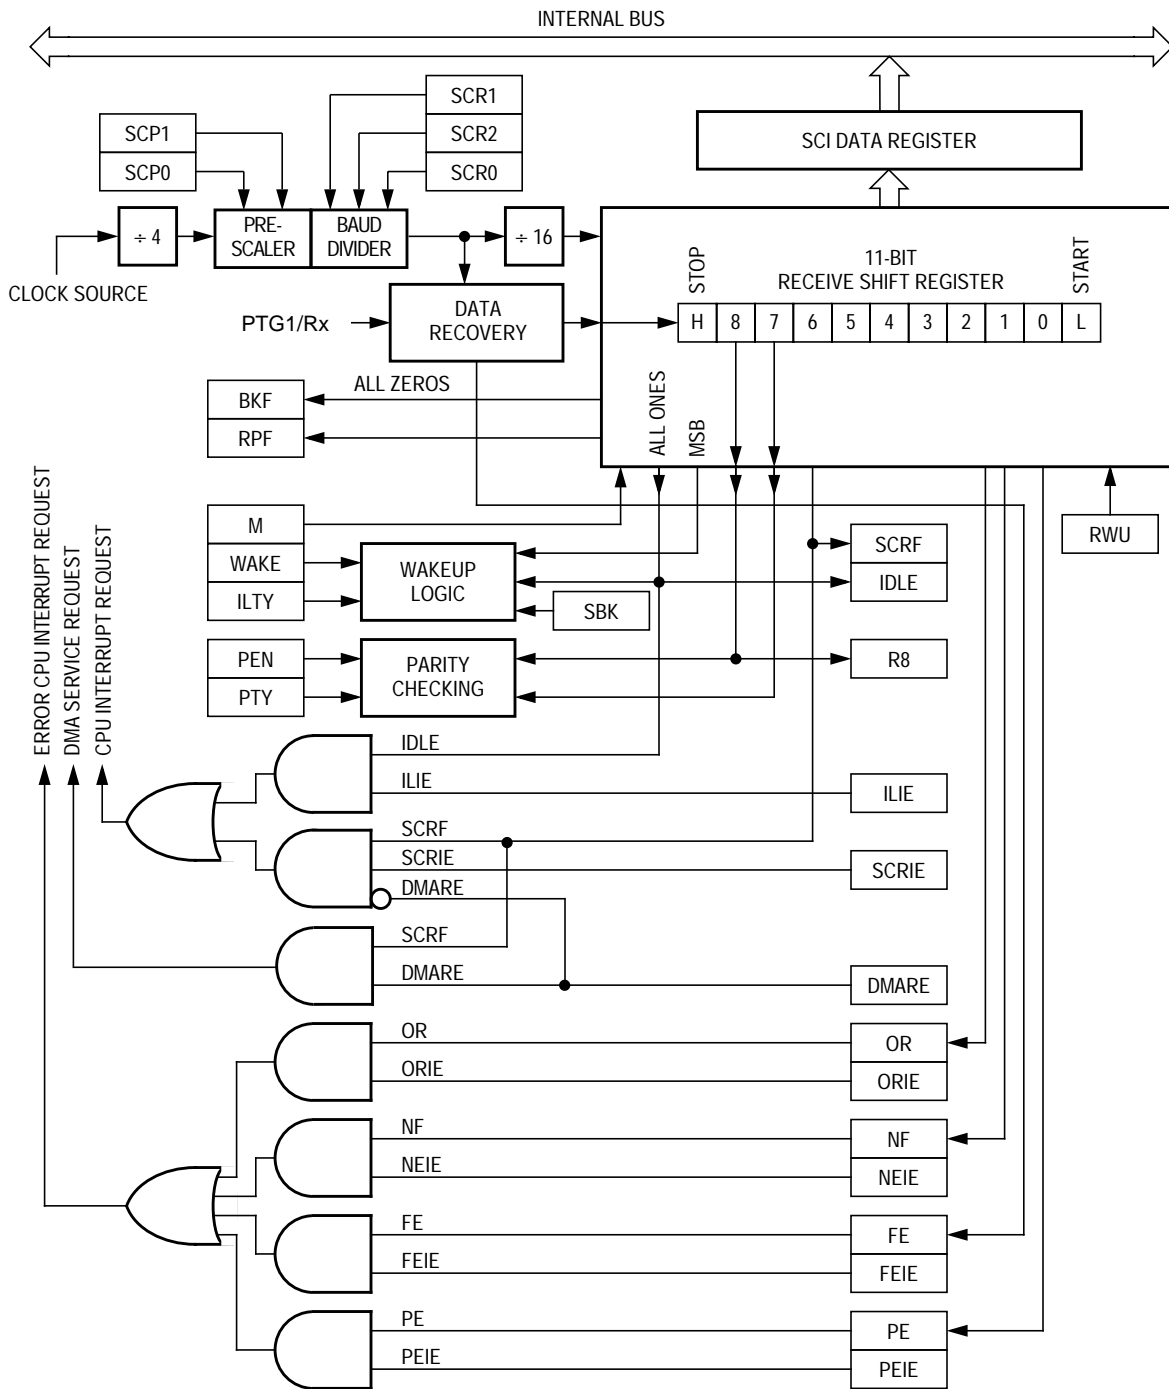 INTERNAL BUS
SCR1
SCR2
SCR0
SCP1
SCP0
SCI DATA REGISTER
÷ 4
PRE-
SCALER
BAUD
DIVIDER
÷ 16
CLOCK SOURCE
STOP
11-BIT
RECEIVE SHIFT REGISTER
START
H 8 7 6 5 4 3 2 1 0 L
PTG1/Rx
DATA
RECOVERY
ALL ZEROS
BKF
RPF
ALL ONES
MSB
M
WAKE
ILTY
WAKEUP
LOGIC
SBK
SCRF
IDLE
RWU
PEN
PTY
PARITY
CHECKING
R8
ERROR CPU INTERRUPT REQUEST
DMA SERVICE REQUEST
CPU INTERRUPT REQUEST
IDLE
ILIE
ILIE
SCRF
SCRIE
SCRIE
DMARE
SCRF
DMARE
DMARE
OR
OR
ORIE
ORIE
NF
NF
NEIE
NEIE
FE
FE
FEIE
FEIE
PE
PE
PEIE
PEIE